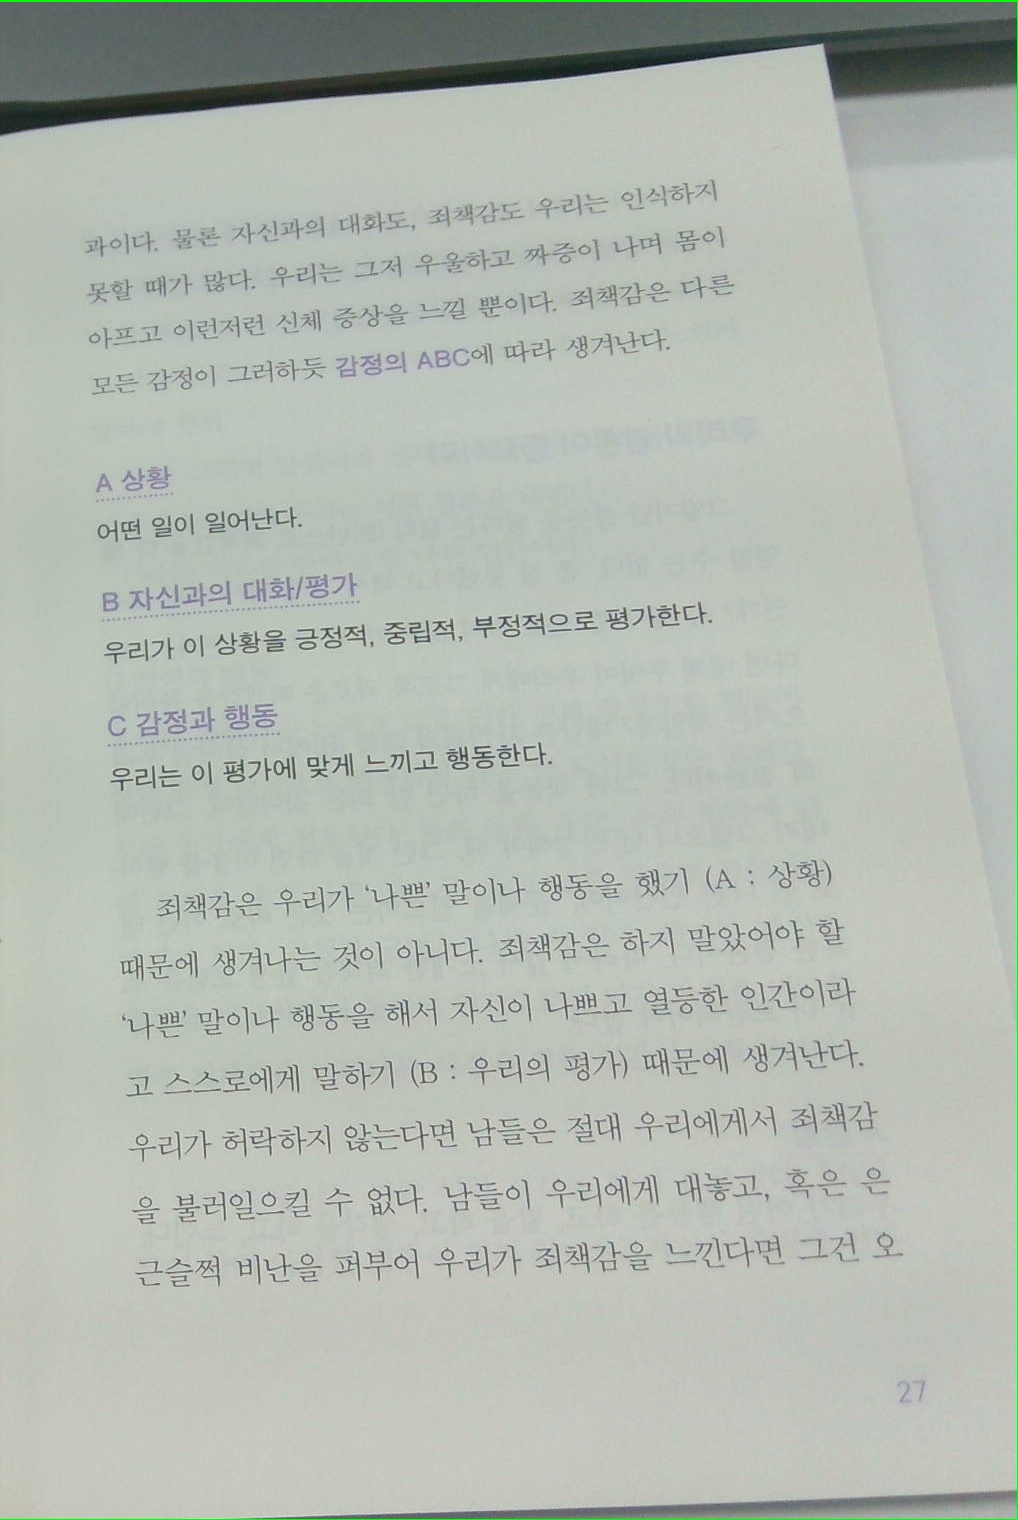 과이다. 물론 자신과의 대화도, 죄책감도 우리는 인식하지
못할 때가 많다. 우리는 그저 우울하고 짜증이 나며 몸이
아프고 이런저런 신체 증상을 느낄 뿐이다. 죄책감은 다른
모든 감정이 그러하듯 감정의 ABC에 따라 생겨난다.
A 상황
어떤 일이 일어난다.
B 자신과의 대화/평가
우리가 이 상황을 긍정적, 중립적, 부정적으로 평가한다.
C 감정과 행동
우리는 이 평가에 맞게 느끼고 행동한다.
죄책감은 우리가 ‘나쁜’ 말이나 행동을 했기 (A : 상황)
때문에 생겨나는 것이 아니다. 죄책감은 하지 말았어야 할
‘나쁜’ 말이나 행동을 해서 자신이 나쁘고 열등한 인간이라
고 스스로에게 말하기 (B : 우리의 평가) 때문에 생겨난다.
우리가 허락하지 않는다면 남들은 절대 우리에게서 죄책감
을 불러일으킬 수 없다. 남들이 우리에게 대놓고, 혹은 은
근슬쩍 비난을 퍼부어 우리가 죄책감을 느낀다면 그건 오
27